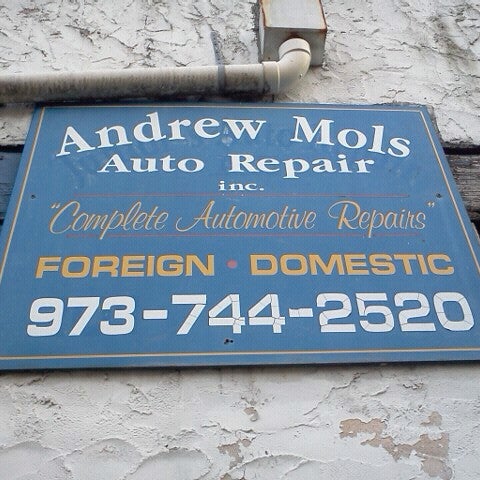 Andrew Mols
Auto Repair
inc.
"Complete Automotive Repairs"
FOREIGN • DOMESTIC
973-744-2520